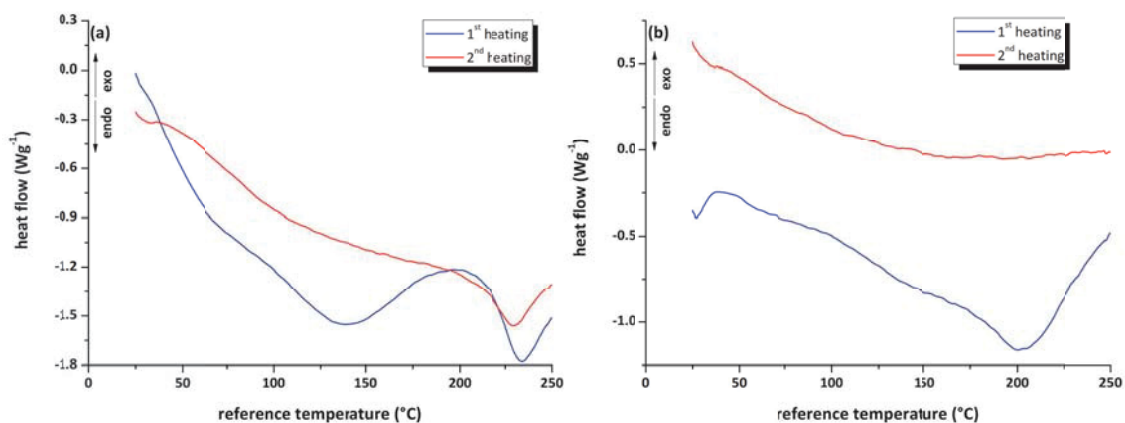 (a)
1st heating
2nd heating
0.3
0.0
-0.3
-0.6
-0.9
-1.2
-1.5
-1.8
exo
endo
heat flow (Wg-1)
0 50 100 150 200 250
reference temperature (°C)
(b)
1st heating
2nd heating
0.5
0.0
-0.5
-1.0
exo
endo
heat flow (Wg-1)
0 50 100 150 200 250
reference temperature (°C)